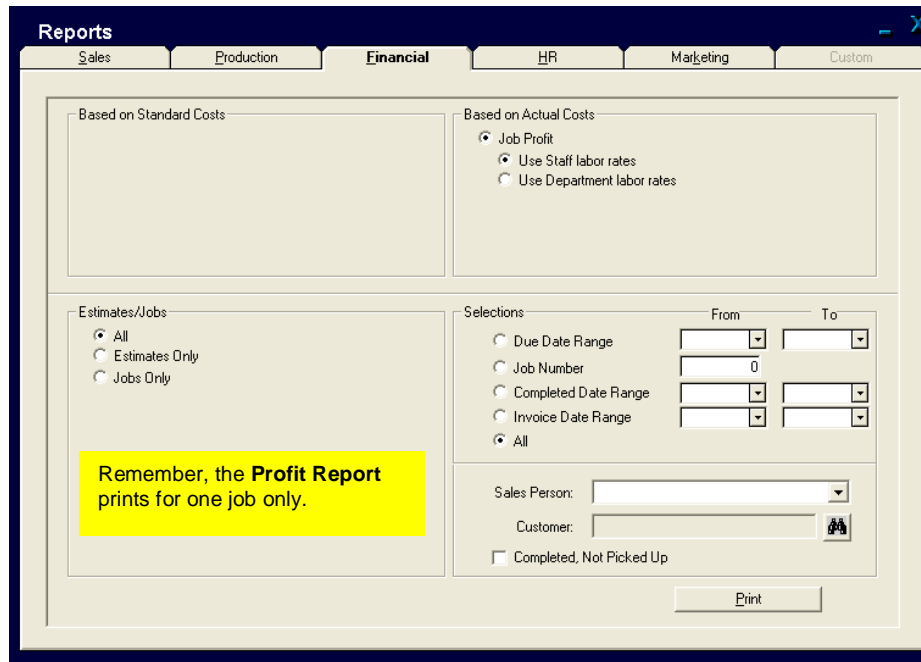 Reports
Sales Production Financial HR Marketing Custom
Based on Standard Costs
Based on Actual Costs
Job Profit
Use Staff labor rates
Use Department labor rates
Estimates/Jobs
All
Estimates Only
Jobs Only
Remember, the Profit Report
prints for one job only.
Selections From To
Due Date Range
Job Number 0
Completed Date Range
Invoice Date Range
All
Sales Person:
Customer:
Completed, Not Picked Up
Print